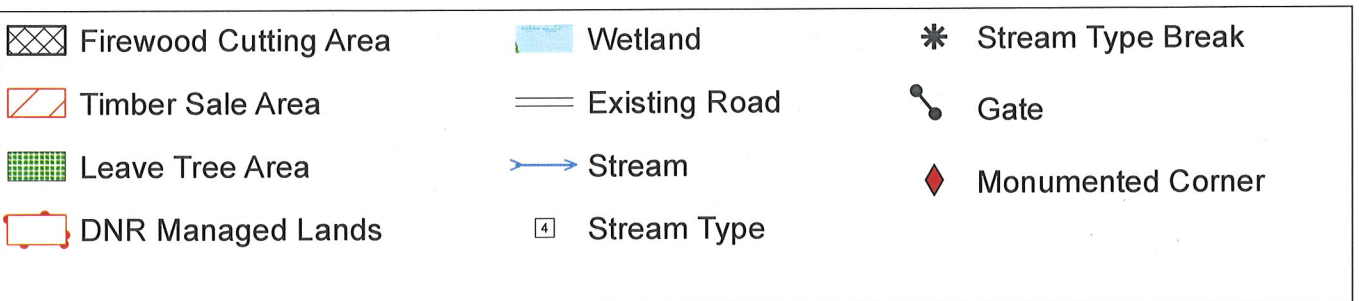 Firewood Cutting Area
Timber Sale Area
Leave Tree Area
DNR Managed Lands
Wetland
Existing Road
Stream
4 Stream Type
Stream Type Break
Gate
Monumented Corner